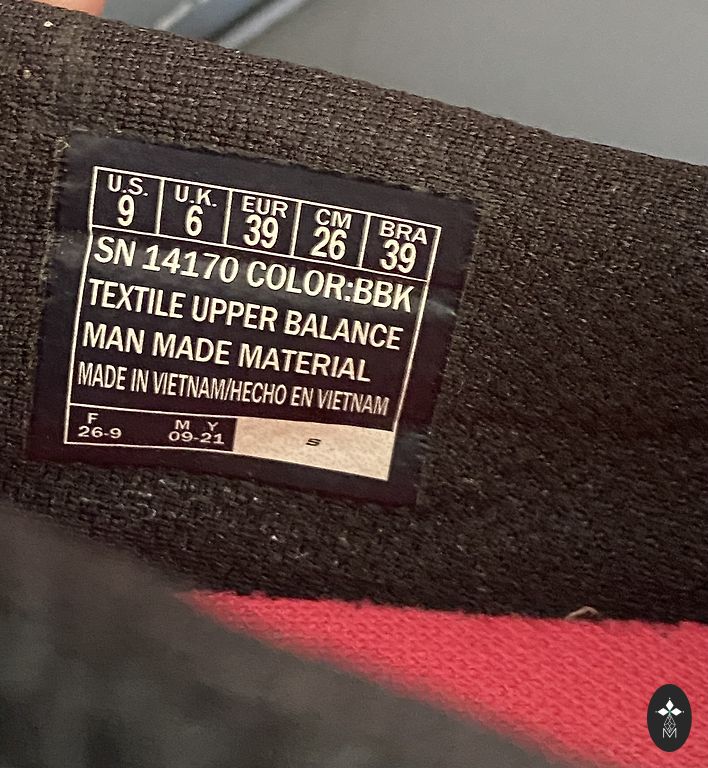 U.S. U.K. EUR CM BRA
9 6 39 26 39
SN 14170 COLOR:BBK
TEXTILE UPPER BALANCE
MAN MADE MATERIAL
MADE IN VIETNAM/HECHO EN VIETNAM
F M Y
26-9 09-21 S
M